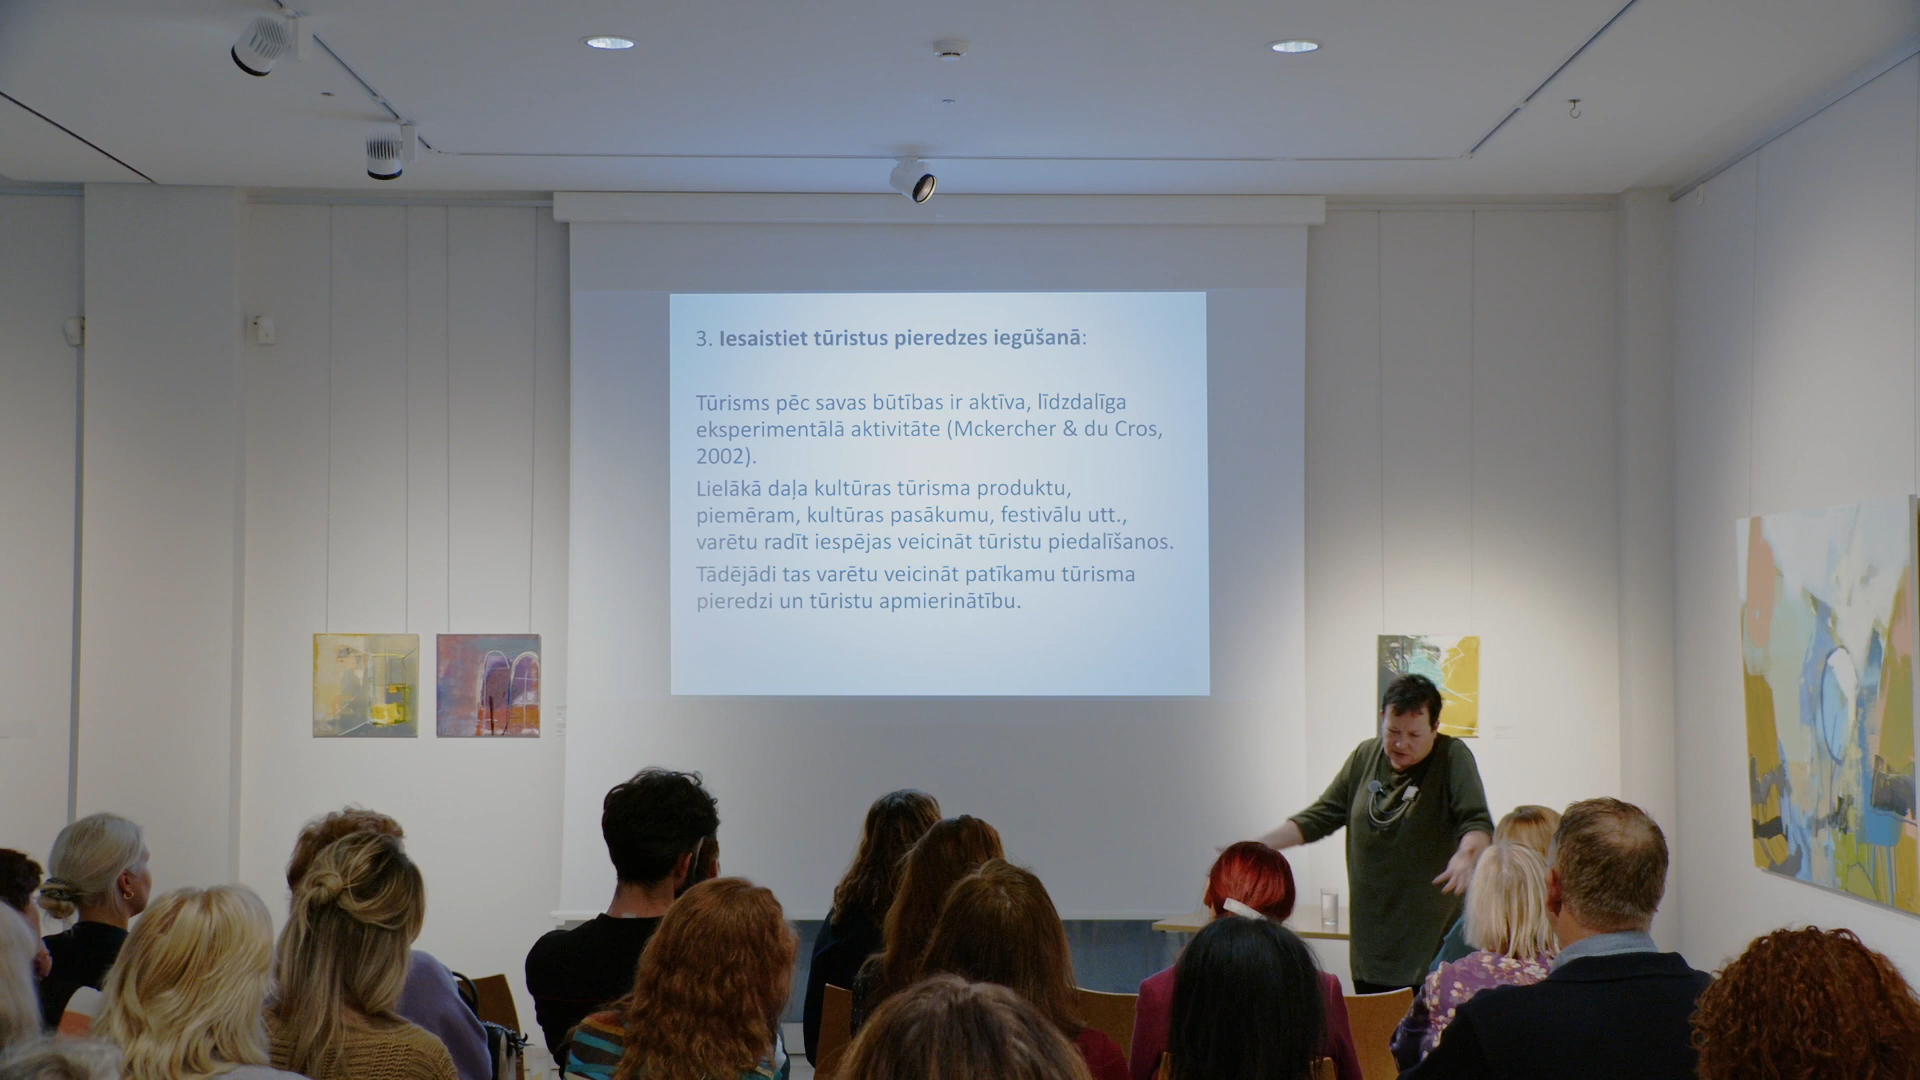 3. Iesaistiet tūristus pieredzes iegūšanā:
Tūrisms pēc savas būtības ir aktīva, līdzdalīga
eksperimentālā aktivitāte (Mckercher & du Cros,
2002).
Lielākā daļa kultūras tūrisma produktu,
piemēram, kultūras pasākumu, festivālu utt.,
varētu radīt iespējas veicināt tūristu piedalīšanos.
Tādējādi tas varētu veicināt patīkamu tūrisma
pieredzi un tūristu apmierinātību.